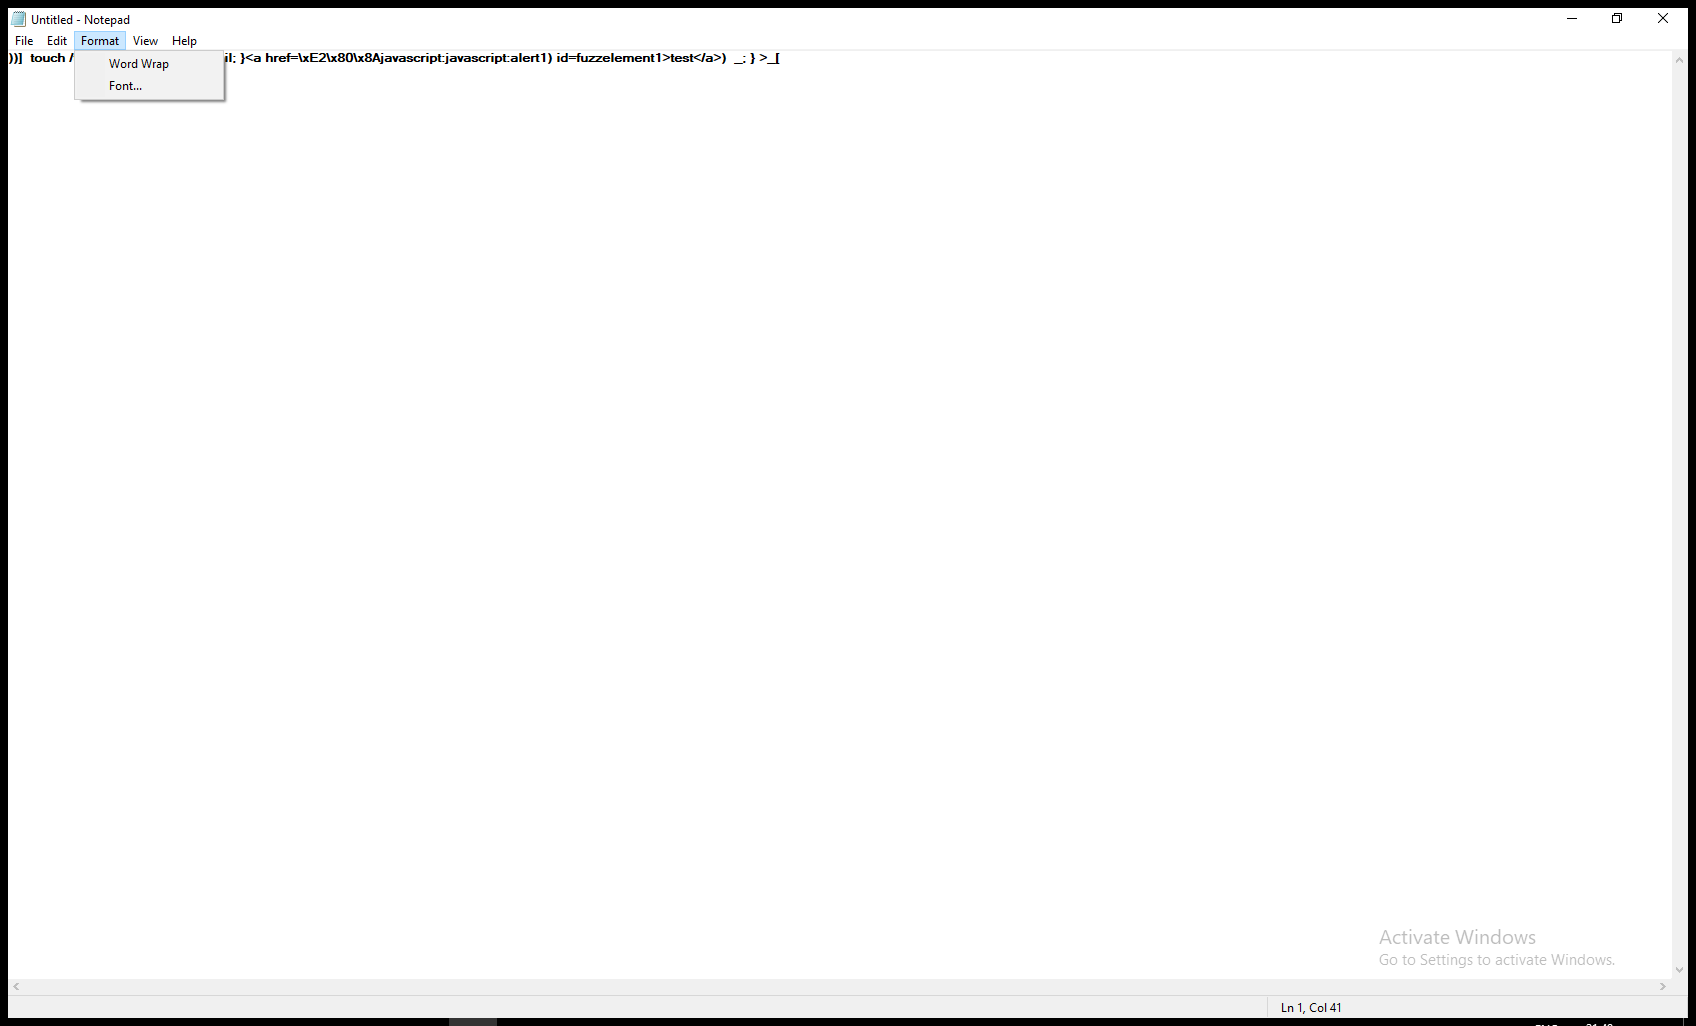 Untitled - Notepad
File Edit Format View Help
))] touch / il; }<a href=\xE2\x80\x8Ajavascript:javascript:alert1) id=fuzzelement1>test</a>) _; } >_[
Word Wrap
Font...
Activate Windows
Go to Settings to activate Windows.
Ln 1, Col 41